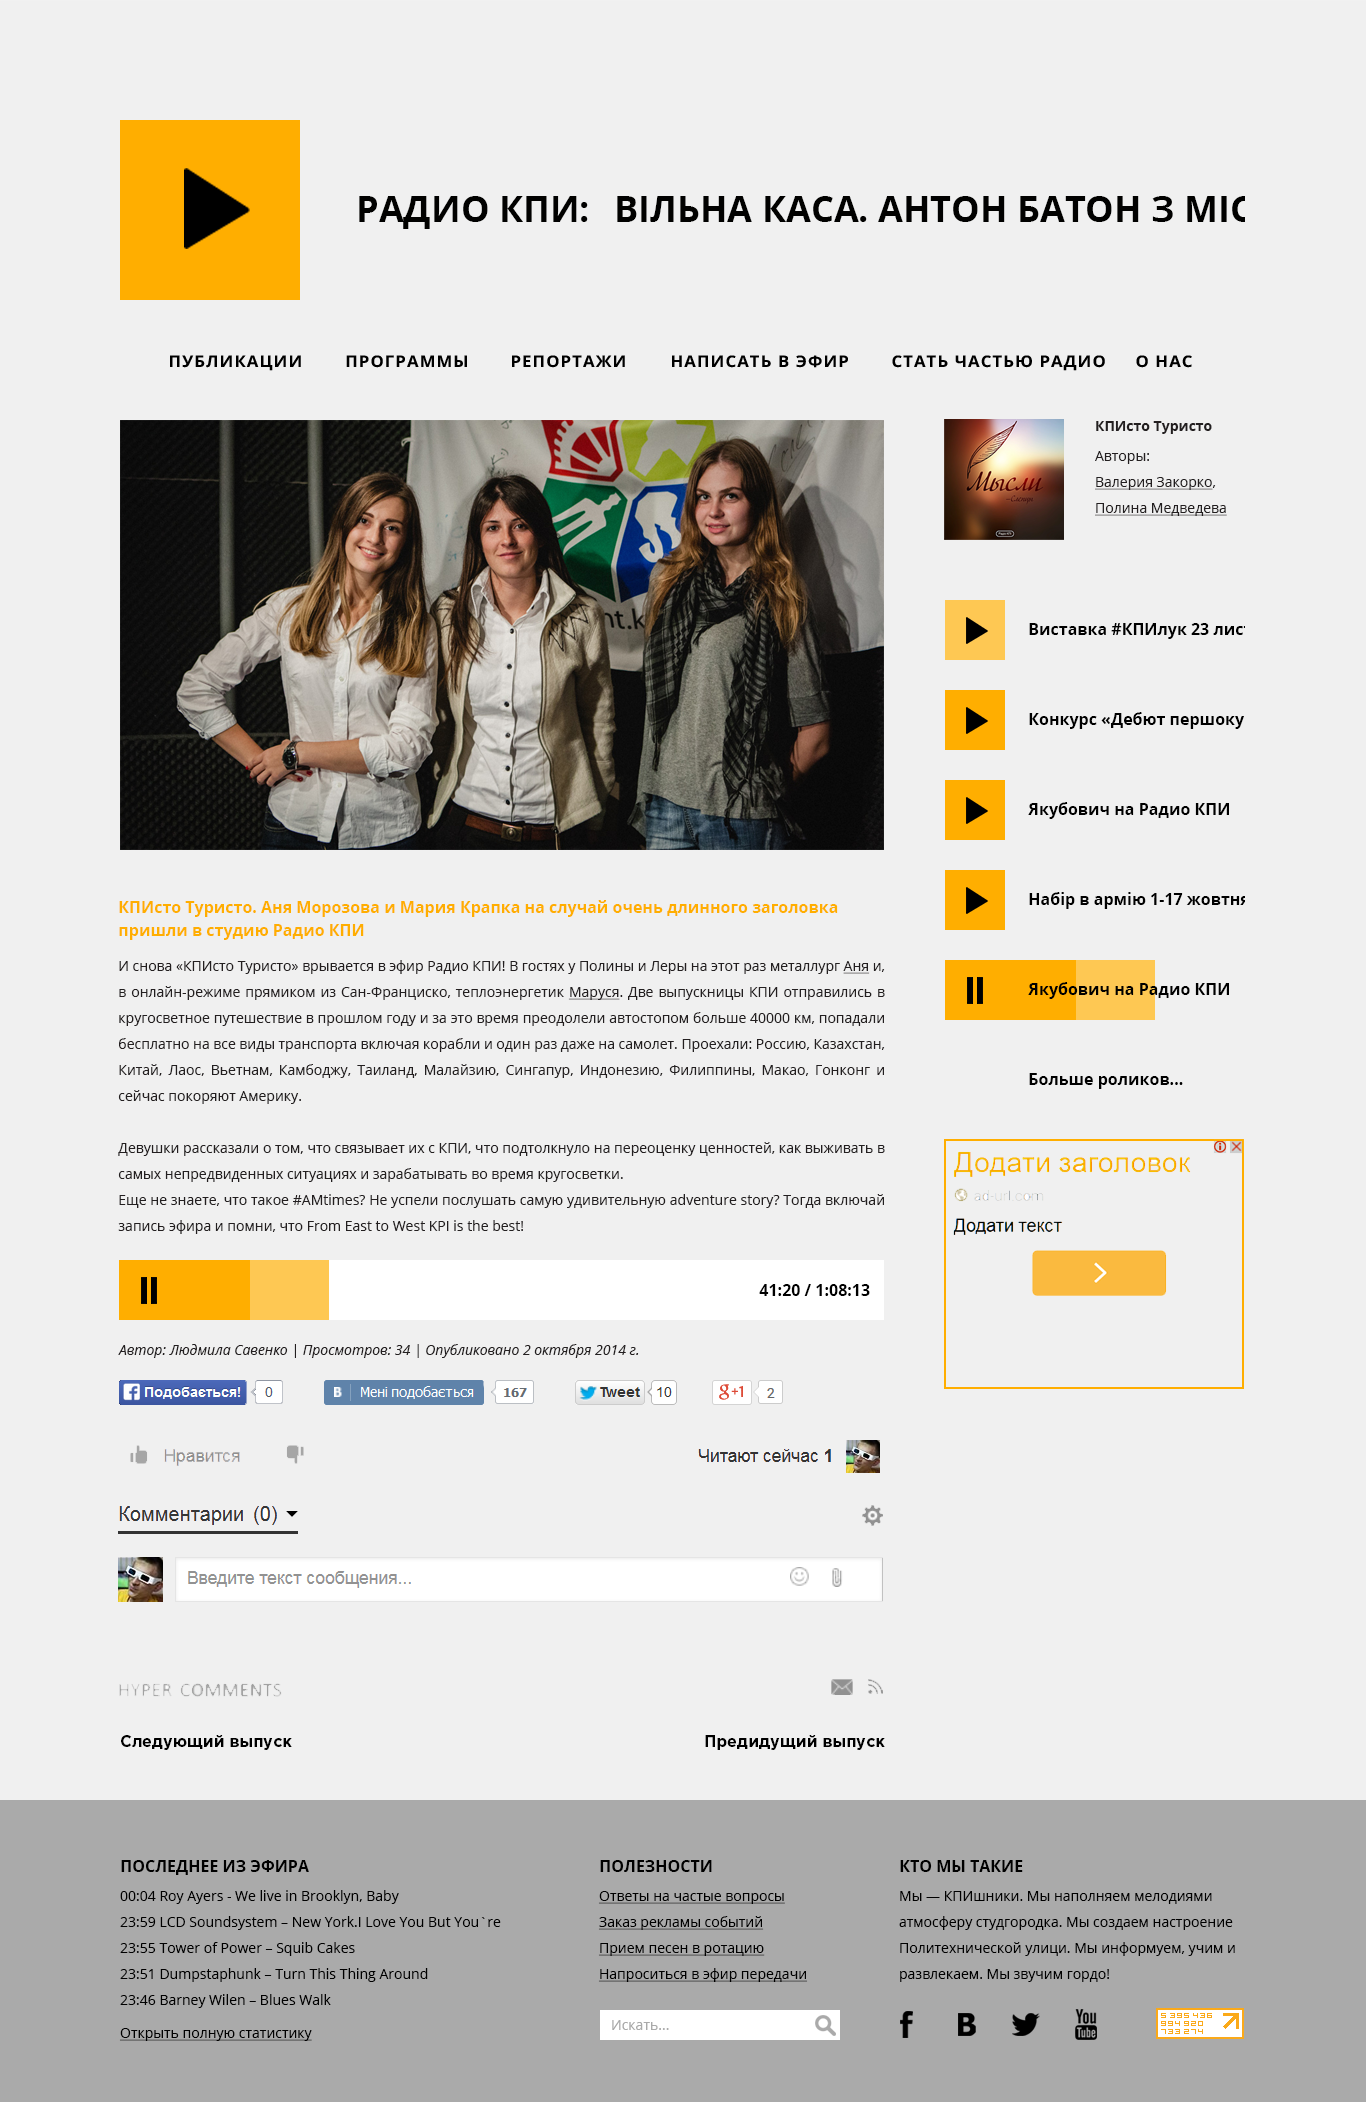 РАДИО КПИ: ВІЛЬНА КАСА. АНТОН БАТОН З МІС
ПУБЛИКАЦИИ ПРОГРАММЫ РЕПОРТАЖИ НАПИСАТЬ В ЭФИР СТАТЬ ЧАСТЬЮ РАДИО О НАС
nt.k
Мысли
КПИсто Туристо
Авторы:
Валерия Закорко,
Полина Медведева
Виставка #КПИлук 23 лист
Конкурс «Дебют першоку
Якубович на Радио КПИ
Набір в армію 1-17 жовтня
Якубович на Радио КПИ
Больше роликов...
Додати заголовок
ad-url.com
Додати текст
КПИсто Туристо. Аня Морозова и Мария Крапка на случай очень длинного заголовка
пришли в студию Радио КПИ
И снова «КПИсто Туристо» врывается в эфир Радио КПИ! В гостях у Полины и Леры на этот раз металлург Аня и,
в онлайн-режиме прямиком из Сан-Франциско, теплоэнергетик Маруся. Две выпускницы КПИ отправились в
кругосветное путешествие в прошлом году и за это время преодолели автостопом больше 40000 км, попадали
бесплатно на все виды транспорта включая корабли и один раз даже на самолет. Проехали: Россию, Казахстан,
Китай, Лаос, Вьетнам, Камбоджу, Таиланд, Малайзию, Сингапур, Индонезию, Филиппины, Макао, Гонконг и
сейчас покоряют Америку.
Девушки рассказали о том, что связывает их с КПИ, что подтолкнуло на переоценку ценностей, как выживать в
самых непредвиденных ситуациях и зарабатывать во время кругосветки.
Еще не знаете, что такое #AMtimes? Не успели послушать самую удивительную adventure story? Тогда включай
запись эфира и помни, что From East to West KPI is the best!
41:20 / 1:08:13
Автор: Людмила Савенко | Просмотров: 34 | Опубликовано 2 октября 2014 г.
Подобається! 0 В Мені подобається 167 Tweet 10 g+1 2
Нравится Читают сейчас 1
Комментарии (0)
Введите текст сообщения...
HYPER COMMENTS
Следующий выпуск Предидущий выпуск
ПОСЛЕДНЕЕ ИЗ ЭФИРА
00:04 Roy Ayers - We live in Brooklyn, Baby
23:59 LCD Soundsystem – New York.I Love You But You`re
23:55 Tower of Power – Squib Cakes
23:51 Dumpstaphunk – Turn This Thing Around
23:46 Barney Wilen – Blues Walk
Открыть полную статистику
ПОЛЕЗНОСТИ
Ответы на частые вопросы
Заказ рекламы событий
Прием песен в ротацию
Напроситься в эфир передачи
Искать...
КТО МЫ ТАКИЕ
Мы — КПИшники. Мы наполняем мелодиями
атмосферу студгородка. Мы создаем настроение
Политехнической улици. Мы информуем, учим и
развлекаем. Мы звучим гордо!
f В You Tube
5 395 436
994 920
733 274